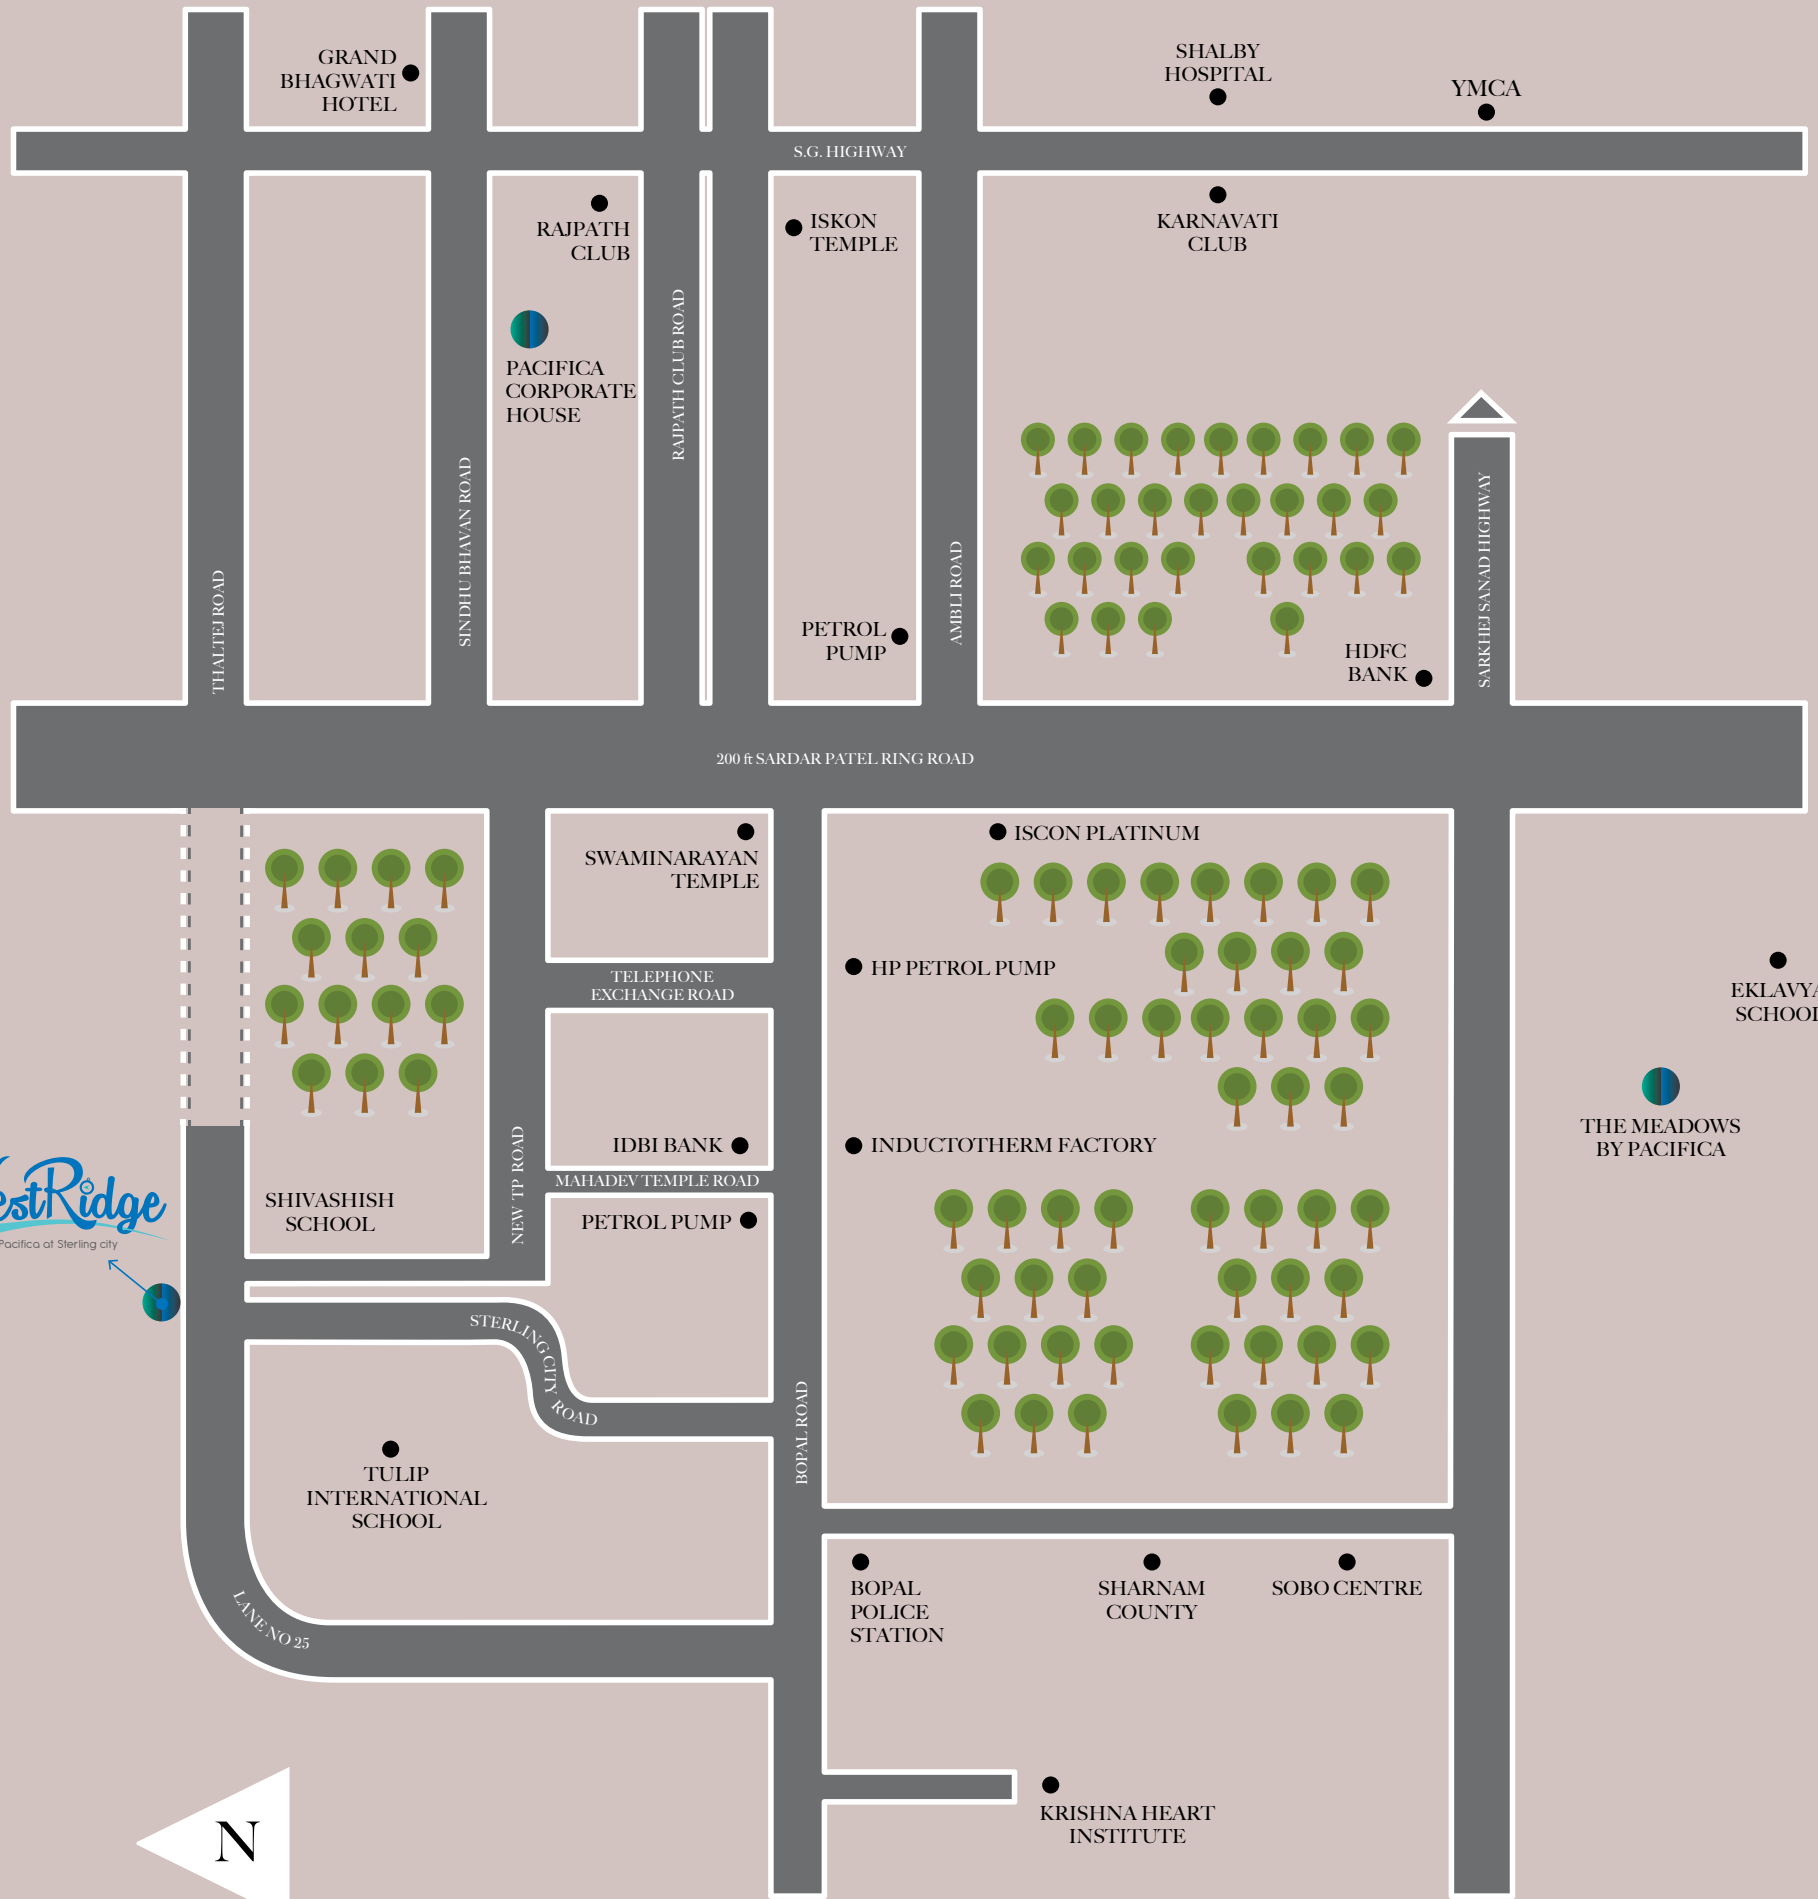 GRAND
BHAGWATI
HOTEL
SHALBY
HOSPITAL
YMCA
S.G. HIGHWAY
RAJPATH
CLUB
ISKON
TEMPLE
KARNAVATI
CLUB
PACIFICA
CORPORATE
HOUSE
RAJPATH CLUB ROAD
THALTEJ ROAD
SINDHU BHAVAN ROAD
AMBLI ROAD
SARKHEJ SANAD HIGHWAY
PETROL
PUMP
HDFC
BANK
200 ft SARDAR PATEL RING ROAD
SWAMINARAYAN
TEMPLE
ISCON PLATINUM
TELEPHONE
EXCHANGE ROAD
HP PETROL PUMP
EKLAVYA
SCHOOL
IDBI BANK
INDUCTOTHERM FACTORY
THE MEADOWS
BY PACIFICA
NEW TP ROAD
MAHADEV TEMPLE ROAD
SHIVASHISH
SCHOOL
PETROL PUMP
estRidge
Pacifica at Sterling city
STERLING CITY ROAD
BOPAL ROAD
TULIP
INTERNATIONAL
SCHOOL
BOPAL
POLICE
STATION
SHARNAM
COUNTY
SOBO CENTRE
LANE NO 25
KRISHNA HEART
INSTITUTE
N